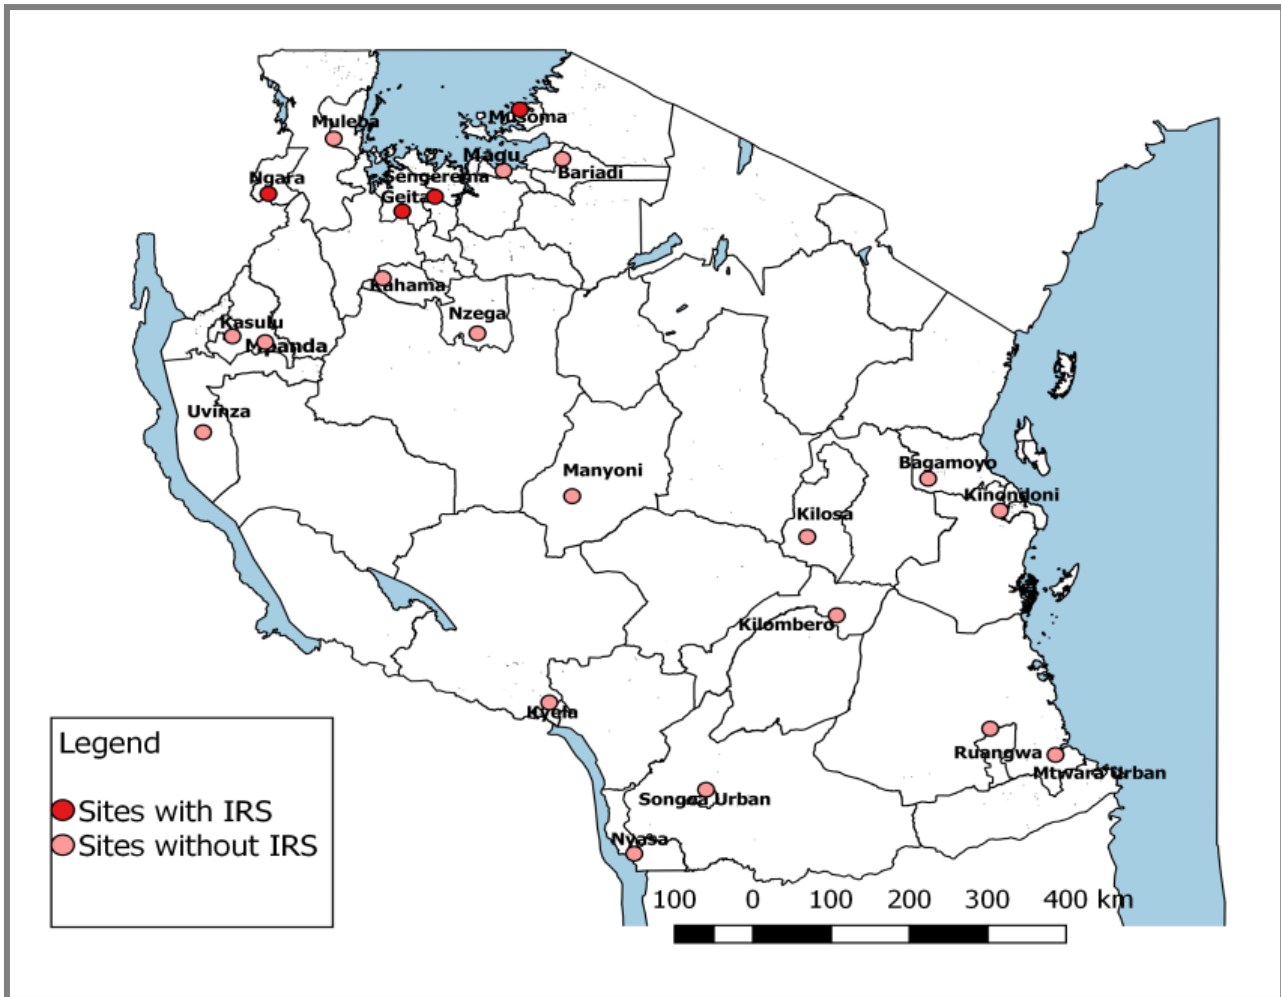 Musoma
Muleba
Magu
Bariadi
Ngara
Sengerema
Geita
Kahama
Nzega
Kasulu
Mpanda
Uvinza
Manyoni
Bagamoyo
Kinondoni
Kilosa
Kilombero
Kyela
Ruangwa
Mtwara Urban
Songea Urban
Nyasa
Legend
Sites with IRS
Sites without IRS
100 0 100 200 300 400 km